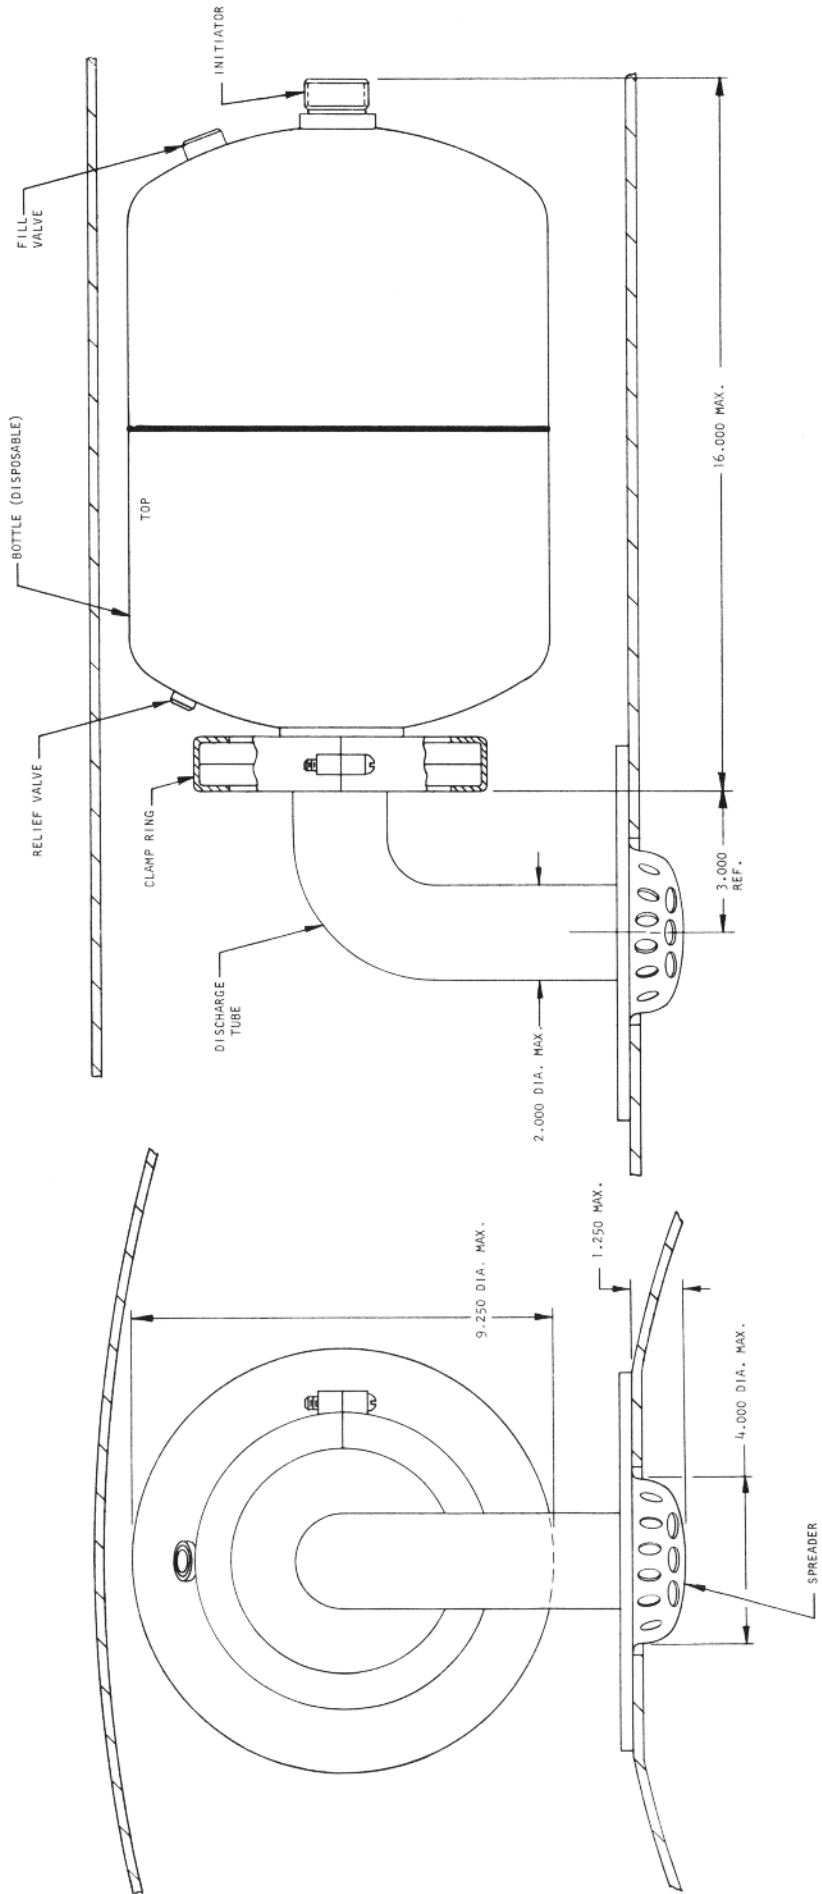 INITIATOR
FILL
VALVE
BOTTLE (DISPOSABLE)
TOP
RELIEF VALVE
CLAMP RING
16.000 MAX.
3.000
REF.
DISCHARGE
TUBE
2.000 DIA. MAX.
9.250 DIA. MAX.
1.250 MAX.
4.000 DIA. MAX.
SPREADER